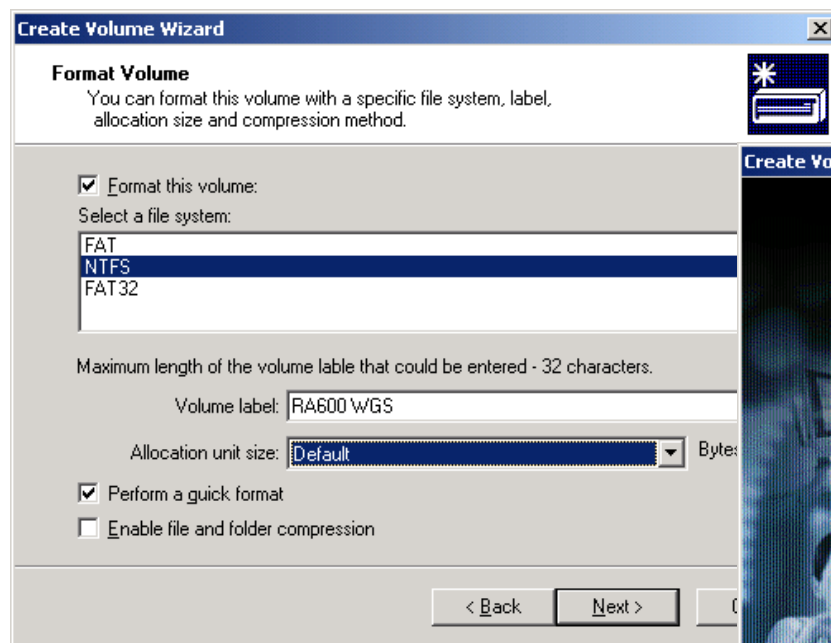 Create Volume Wizard
Format Volume
You can format this volume with a specific file system, label,
allocation size and compression method.
Create Vo
Format this volume:
Select a file system:
FAT
NTFS
FAT32
Maximum length of the volume lable that could be entered - 32 characters.
Volume label: RA600 WGS
Allocation unit size: Default Bytes
Perform a quick format
Enable file and folder compression
< Back Next >